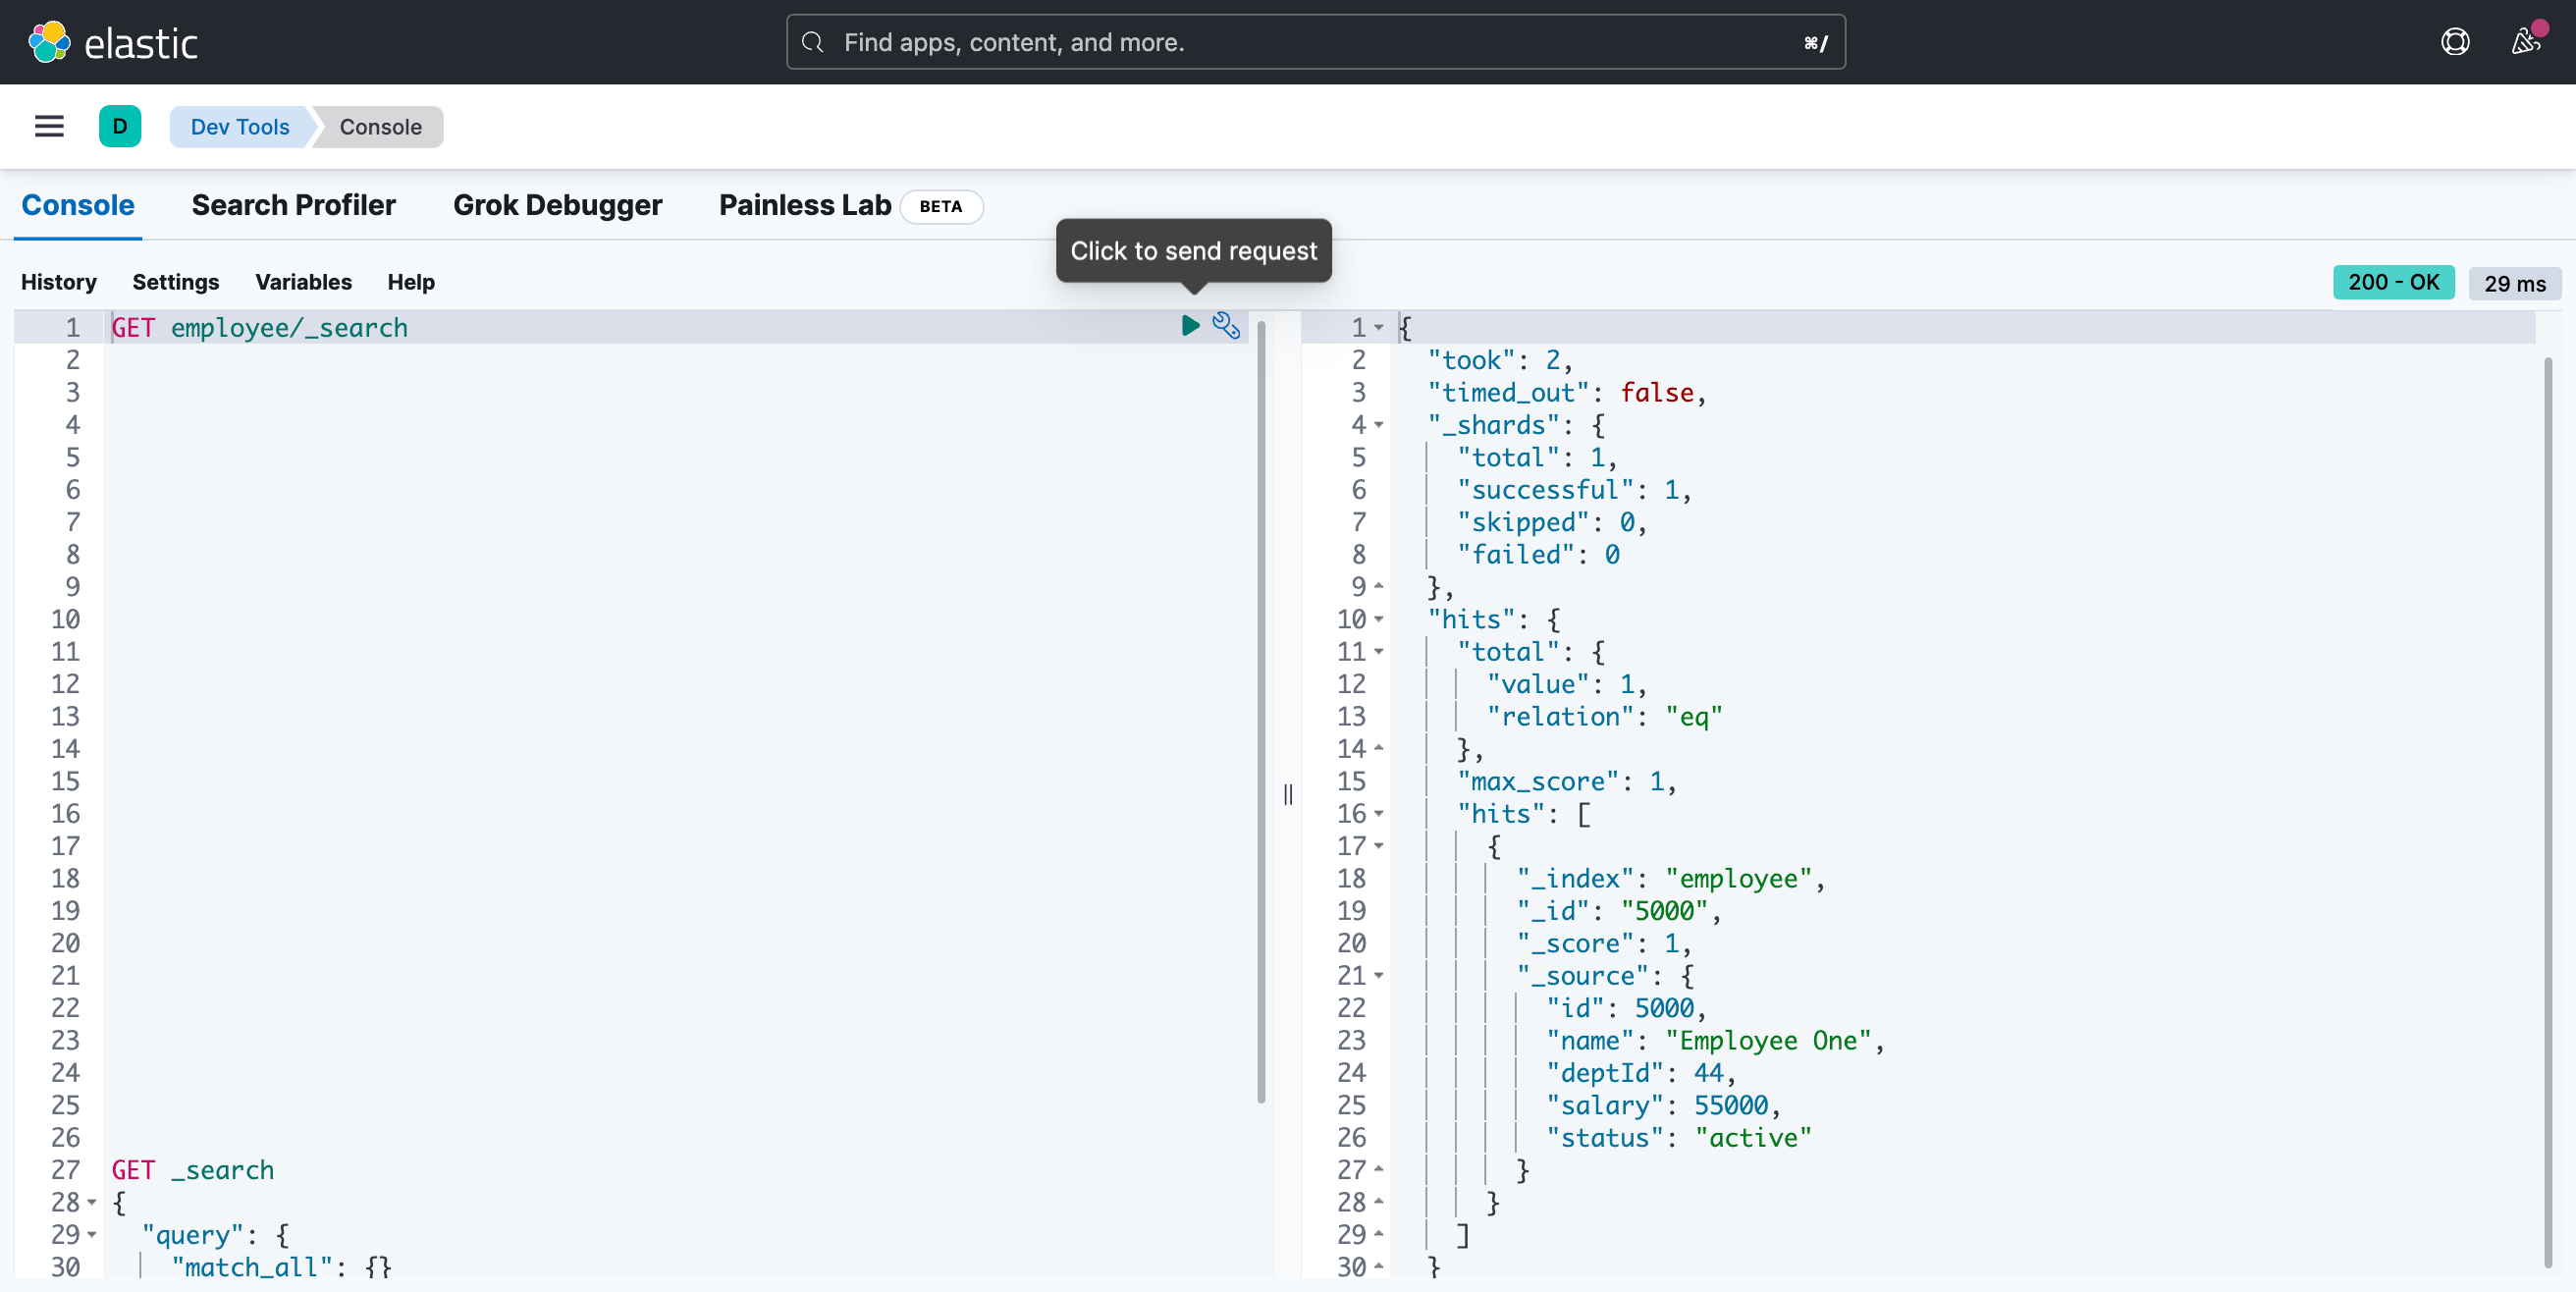 elastic
Find apps, content, and more.
⌘/
D
Dev Tools
Console
Console
Search Profiler
Grok Debugger
Painless Lab
BETA
Click to send request
History
Settings
Variables
Help
200 - OK
29 ms
1 GET employee/_search
2
3
4
5
6
7
8
9
10
11
12
13
14
15
16
17
18
19
20
21
22
23
24
25
26
27 GET _search
28 {
29   "query": {
30     "match_all": {}
1 {
2   "took": 2,
3   "timed_out": false,
4   "_shards": {
5     "total": 1,
6     "successful": 1,
7     "skipped": 0,
8     "failed": 0
9   },
10   "hits": {
11     "total": {
12       "value": 1,
13       "relation": "eq"
14     },
15     "max_score": 1,
16     "hits": [
17       {
18         "_index": "employee",
19         "_id": "5000",
20         "_score": 1,
21         "_source": {
22           "id": 5000,
23           "name": "Employee One",
24           "deptId": 44,
25           "salary": 55000,
26           "status": "active"
27         }
28       }
29     ]
30   }